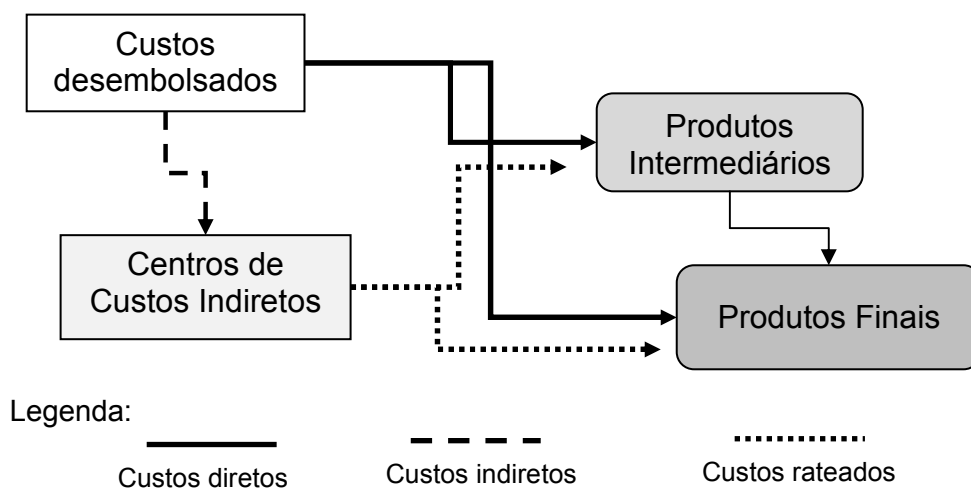 Custos
desembolsados
Produtos
Intermediários
Centros de
Custos Indiretos
Produtos Finais
Legenda:
Custos diretos
Custos indiretos
Custos rateados